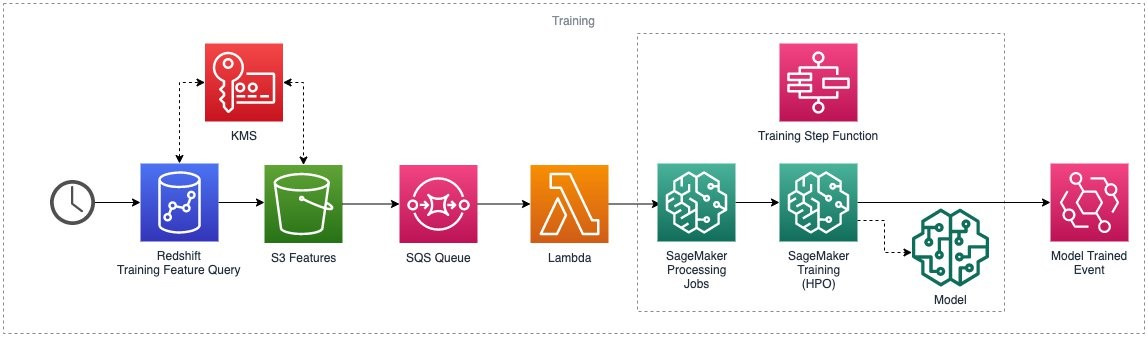 Training
KMS
Training Step Function
Redshift
Training Feature Query
S3 Features
SQS Queue
Lambda
SageMaker
Processing
Jobs
SageMaker
Training
(HPO)
Model
Model Trained
Event